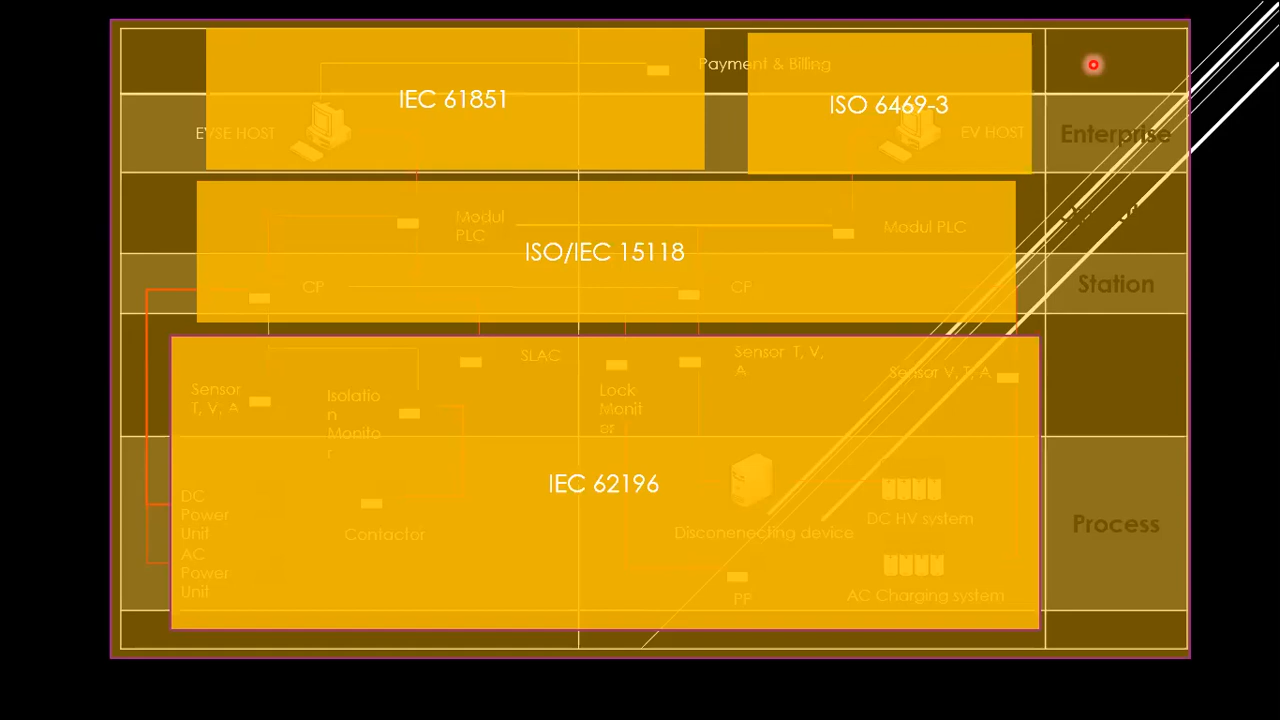 Payment & Billing
IEC 61851
ISO 6469-3
EVSE HOST
EV HOST
Enterprise
Modul
PLC
Modul PLC
ISO/IEC 15118
CP
CP
Station
SLAC
Sensor T, V,
A
Sensor V, T, A
Sensor
T, V, A
Isolatio
n
Monito
r
Lock
Monit
er
IEC 62196
DC
Power
Unit
AC
Power
Unit
Contactor
Disconenecting device
DC HV system
Process
PP
AC Charging system